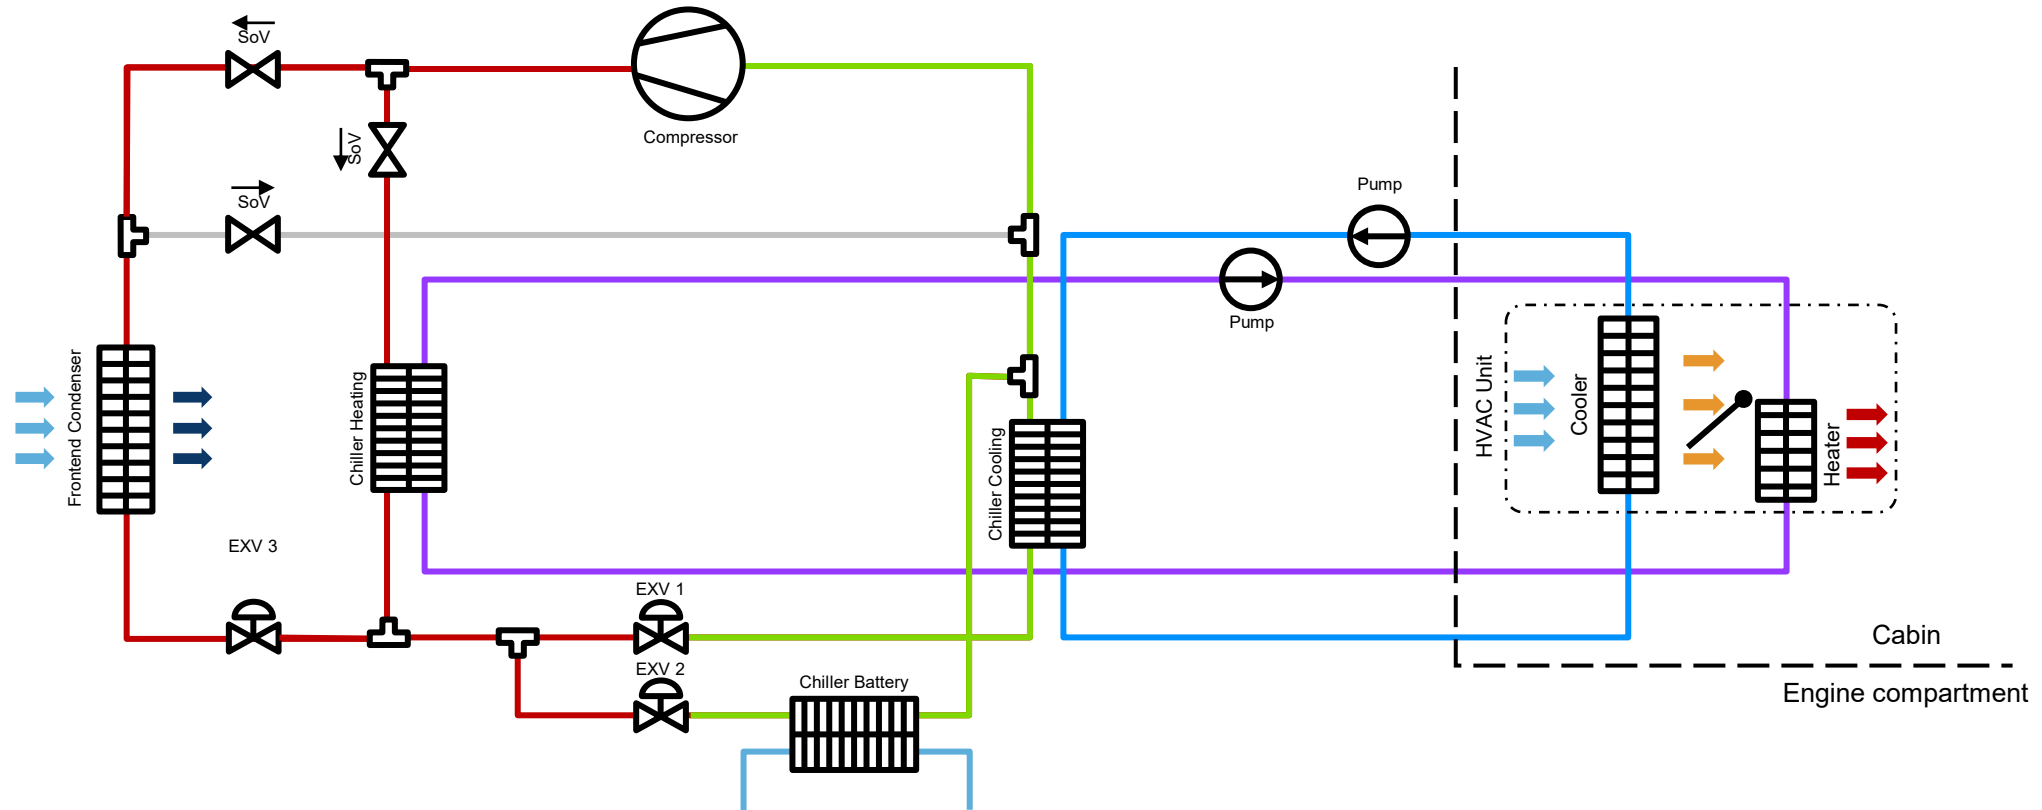 SoV
Compressor
SoV
SoV
Pump
Pump
Frontend Condenser
Chiller Heating
Chiller Cooling
HVAC Unit
Cooler
Heater
EXV 3
EXV 1
EXV 2
Chiller Battery
Cabin
Engine compartment